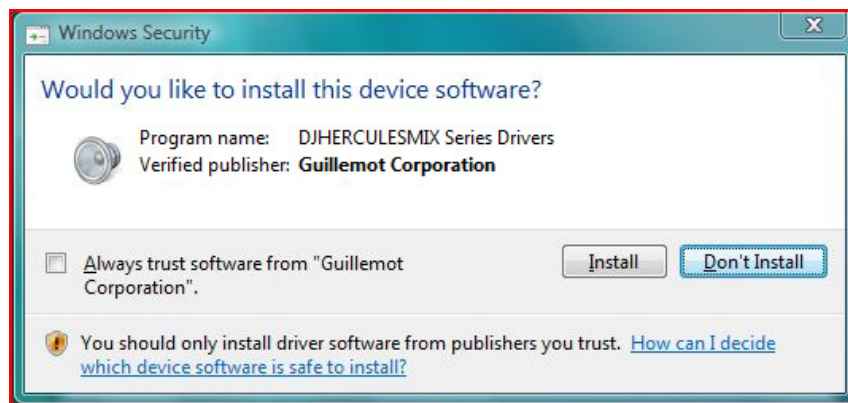 Windows Security
Would you like to install this device software?
Program name: DJHERCULESMIX Series Drivers
Verified publisher: Guillemot Corporation
Always trust software from "Guillemot
Corporation".
Install
Don't Install
You should only install driver software from publishers you trust. How can I decide
which device software is safe to install?